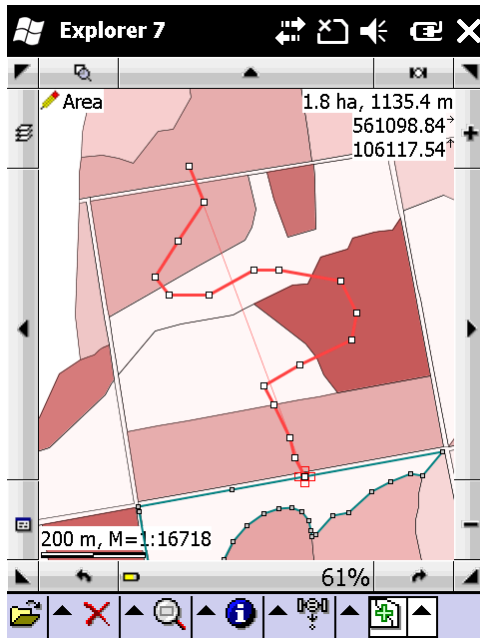 Explorer 7
Area
1.8 ha, 1135.4 m
561098.84
106117.54
200 m, M=1:16718
61%